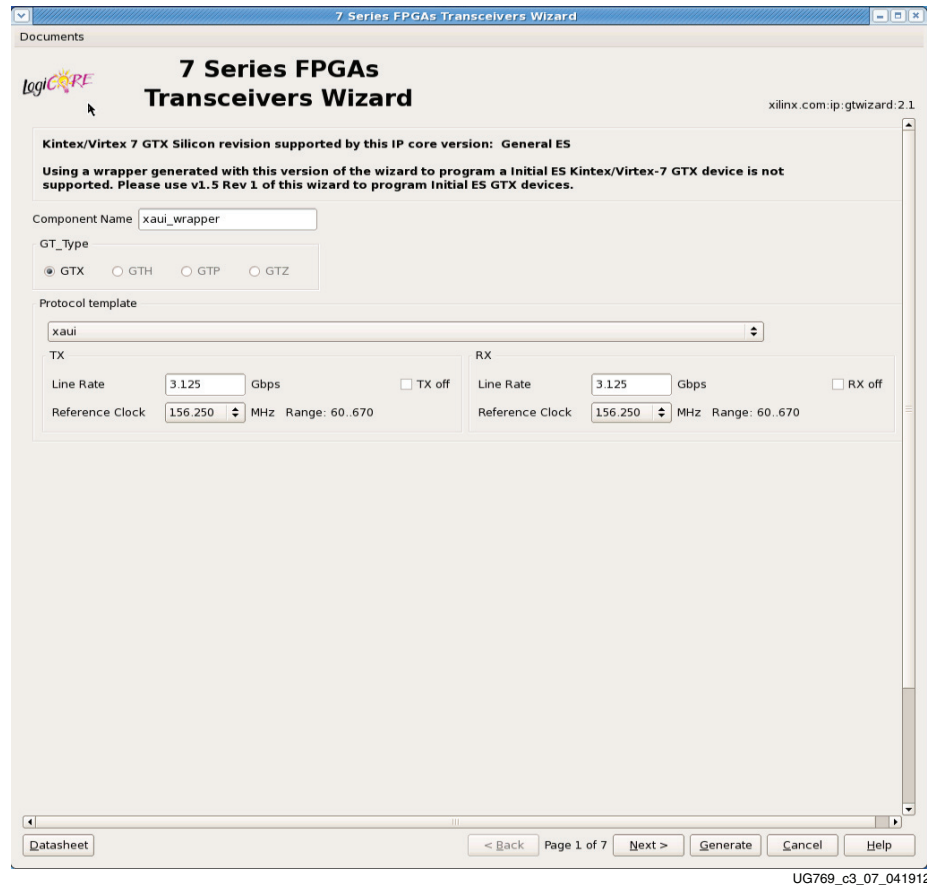 7 Series FPGAs Transceivers Wizard
Documents
LogiCORE
7 Series FPGAs
Transceivers Wizard
xilinx.com:ip:gtwizard:2.1
Kintex/Virtex 7 GTX Silicon revision supported by this IP core version: General ES
Using a wrapper generated with this version of the wizard to program a Initial ES Kintex/Virtex-7 GTX device is not
supported. Please use v1.5 Rev 1 of this wizard to program Initial ES GTX devices.
Component Name xaui_wrapper
GT_Type
GTX GTH GTP GTZ
Protocol template
xaui
TX RX
Line Rate 3.125 Gbps TX off Line Rate 3.125 Gbps RX off
Reference Clock 156.250 MHz Range: 60..670 Reference Clock 156.250 MHz Range: 60..670
Datasheet < Back Page 1 of 7 Next > Generate Cancel Help
UG769_c3_07_041912